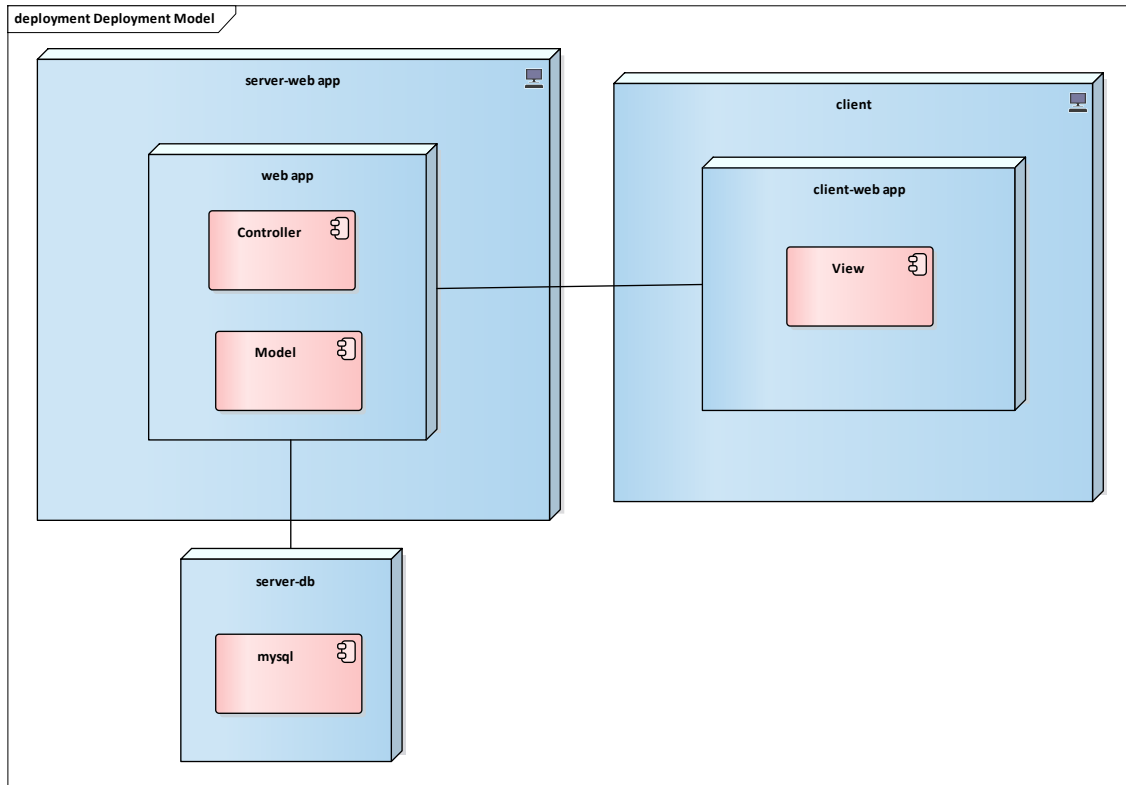 deployment Deployment Model
server-web app
web app
Controller
Model
client
client-web app
View
server-db
mysql